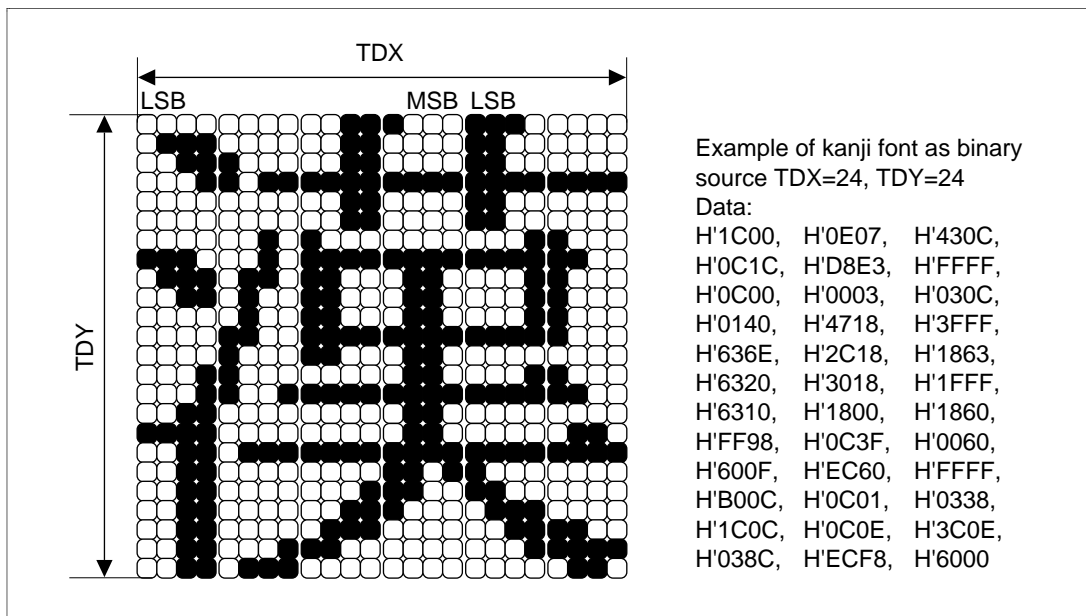 TDX
LSB MSB LSB
TDY
漢
Example of kanji font as binary
source TDX=24, TDY=24
Data:
H'1C00, H'0E07, H'430C,
H'0C1C, H'D8E3, H'FFFF,
H'0C00, H'0003, H'030C,
H'0140, H'4718, H'3FFF,
H'636E, H'2C18, H'1863,
H'6320, H'3018, H'1FFF,
H'6310, H'1800, H'1860,
H'FF98, H'0C3F, H'0060,
H'600F, H'EC60, H'FFFF,
H'B00C, H'0C01, H'0338,
H'1C0C, H'0C0E, H'3C0E,
H'038C, H'ECF8, H'6000